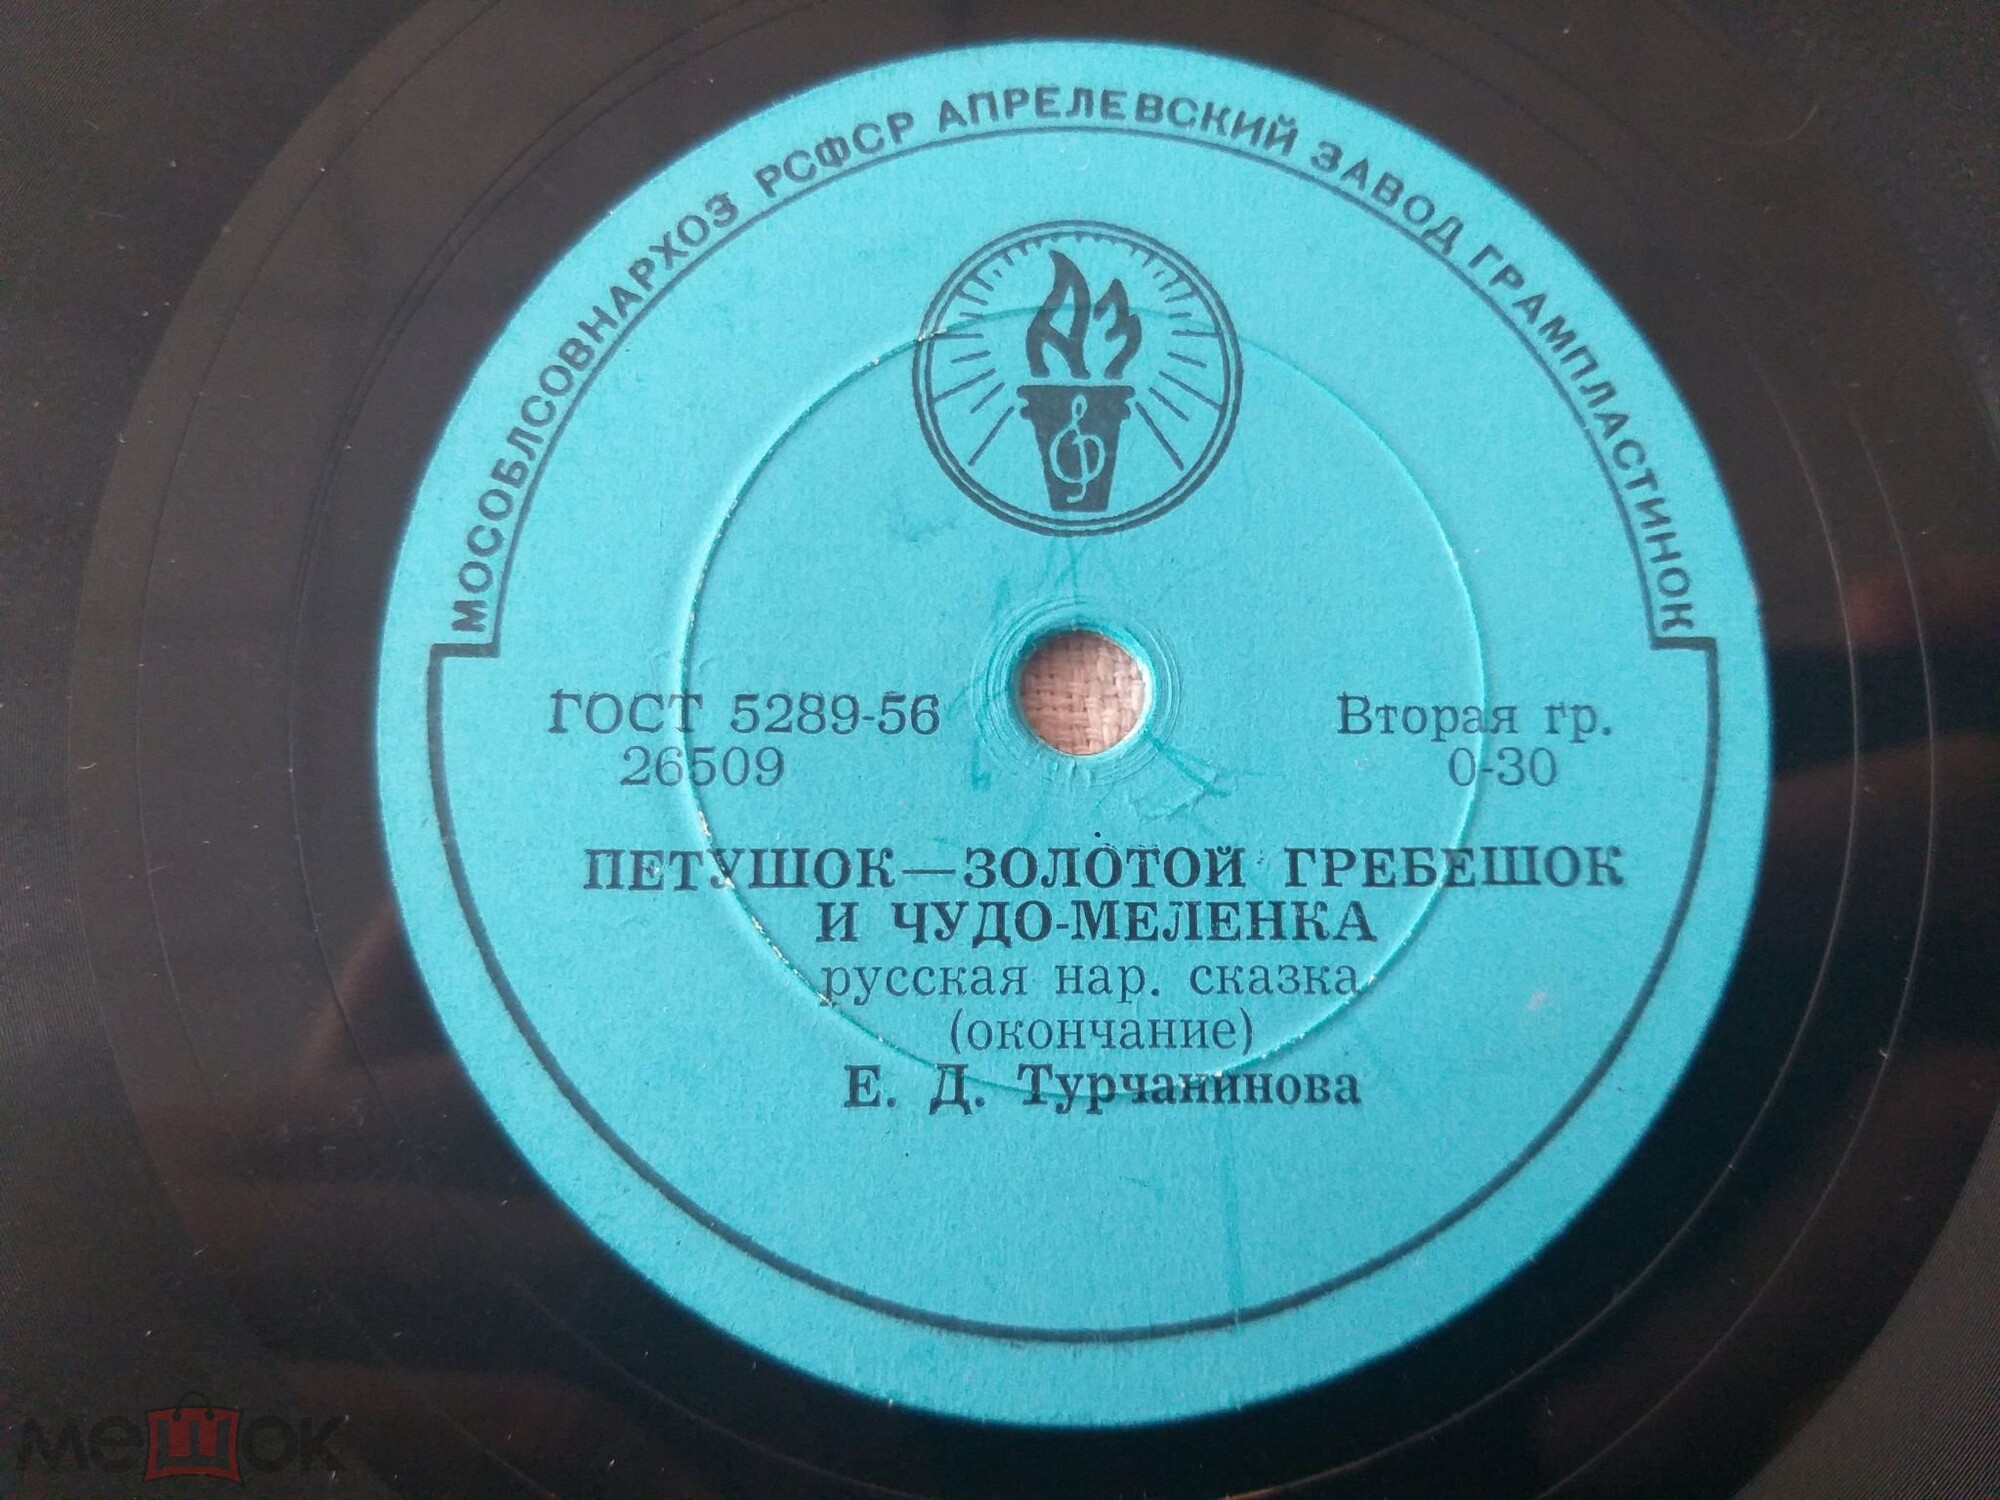 МОСОБЛСОВНАРХОЗ РСФСР АПРЕЛЕВСКИЙ ЗАВОД ГРАМПЛАСТИНОК
АЗ
ГОСТ 5289-56
26509
Вторая гр.
0-30
ПЕТУШОК—ЗОЛОТОЙ ГРЕБЕШОК
И ЧУДО-МЕЛЕНКА
русская нар. сказка
(окончание)
Е. Д. Турчанинова
мешок